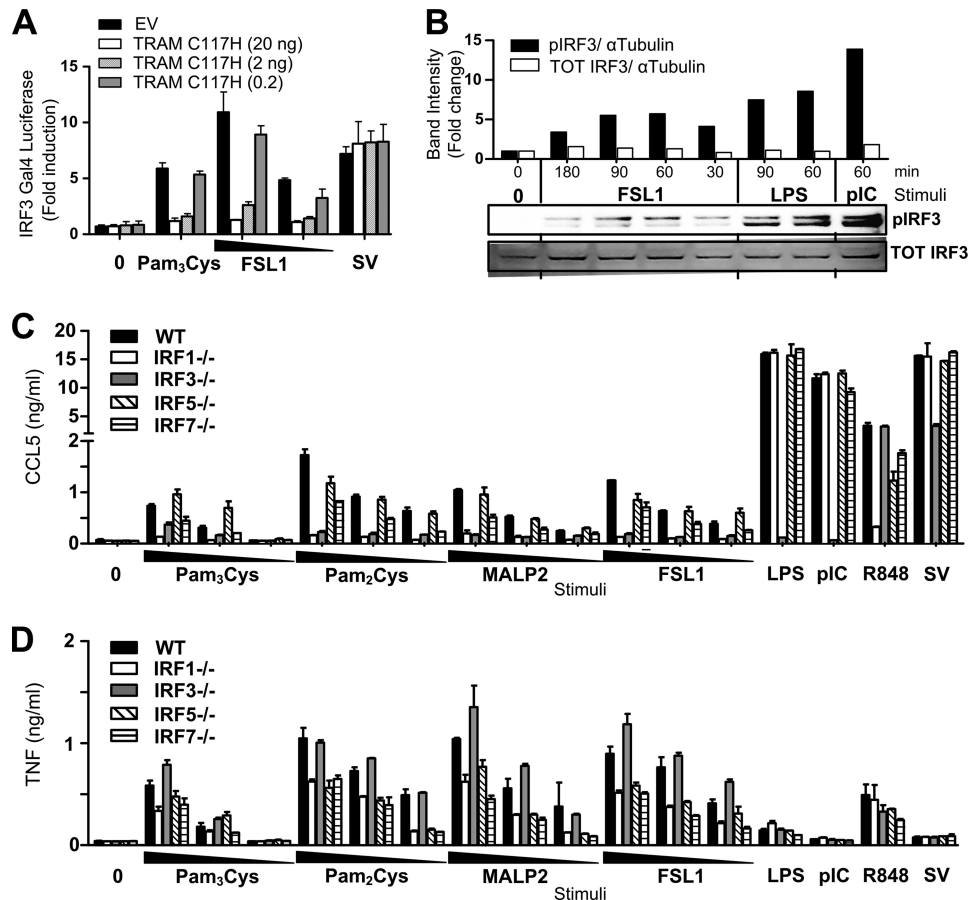 A
EV
TRAM C117H (20 ng)
TRAM C117H (2 ng)
TRAM C117H (0.2)
IRF3 Gal4 Luciferase
(Fold induction)
15
10
5
0
0 Pam₃Cys FSL1 SV
B
pIRF3/ αTubulin
TOT IRF3/ αTubulin
Band Intensity
(Fold change)
15
10
5
0
0 180 90 60 30 90 60 60 min
0 FSL1 LPS pIC Stimuli
pIRF3
TOT IRF3
C
WT
IRF1-/-
IRF3-/-
IRF5-/-
IRF7-/-
CCL5 (ng/ml)
20
15
10
5
2
1
0
0 Pam₃Cys Pam₂Cys MALP2 FSL1 LPS pIC R848 SV
Stimuli
D
WT
IRF1-/-
IRF3-/-
IRF5-/-
IRF7-/-
TNF (ng/ml)
2
1
0
0 Pam₃Cys Pam₂Cys MALP2 FSL1 LPS pIC R848 SV
Stimuli